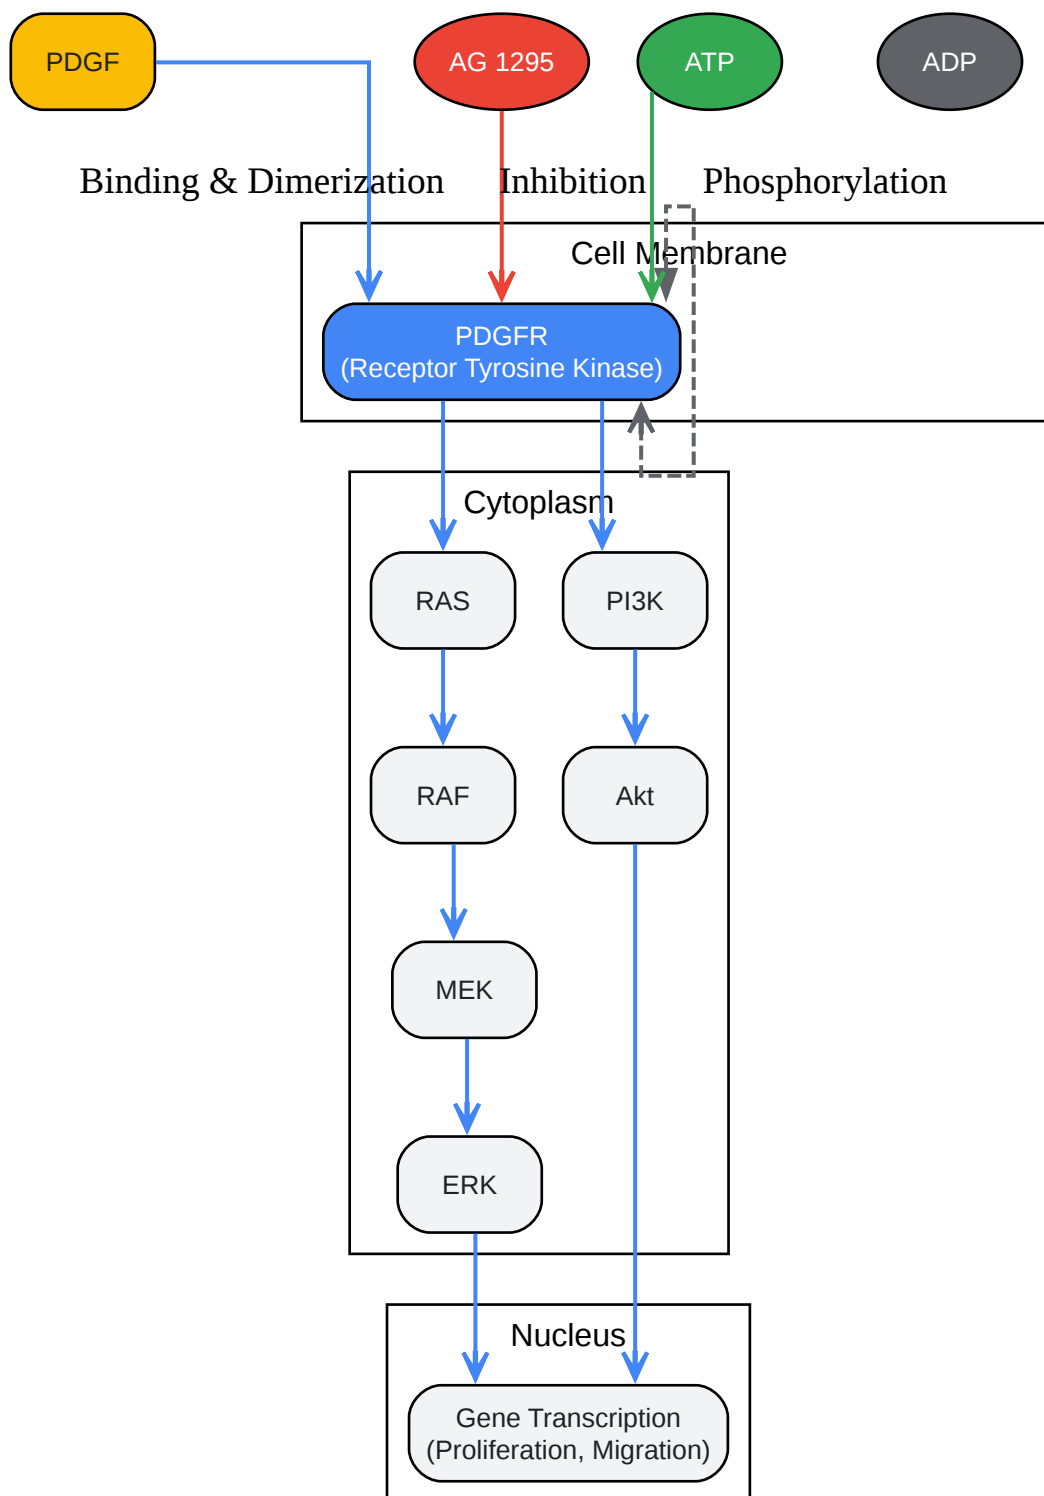 PDGF
AG 1295
ATP
ADP
Binding & Dimerization
Inhibition
Phosphorylation
Cell Membrane
PDGFR
(Receptor Tyrosine Kinase)
Cytoplasm
RAS
PI3K
RAF
Akt
MEK
ERK
Nucleus
Gene Transcription
(Proliferation, Migration)